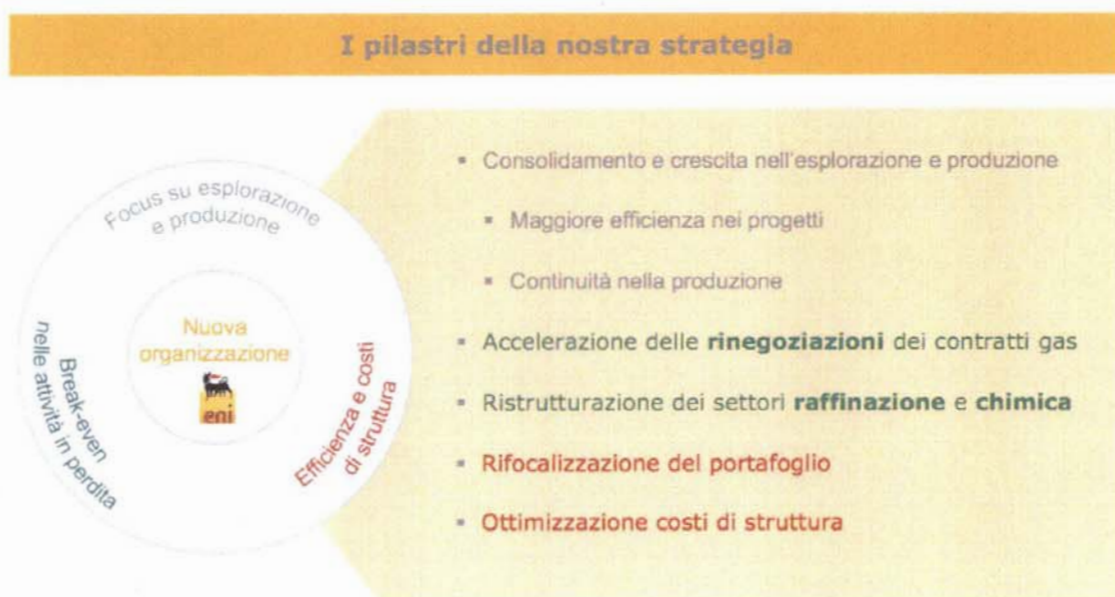 I pilastri della nostra strategia
Focus su esplorazione
e produzione
Nuova
organizzazione
eni
Break-even
nelle attività in perdita
Efficienza e costi
di struttura
▪ Consolidamento e crescita nell'esplorazione e produzione
▪ Maggiore efficienza nei progetti
▪ Continuità nella produzione
▪ Accelerazione delle rinegoziazioni dei contratti gas
▪ Ristrutturazione dei settori raffinazione e chimica
▪ Rifocalizzazione del portafoglio
▪ Ottimizzazione costi di struttura